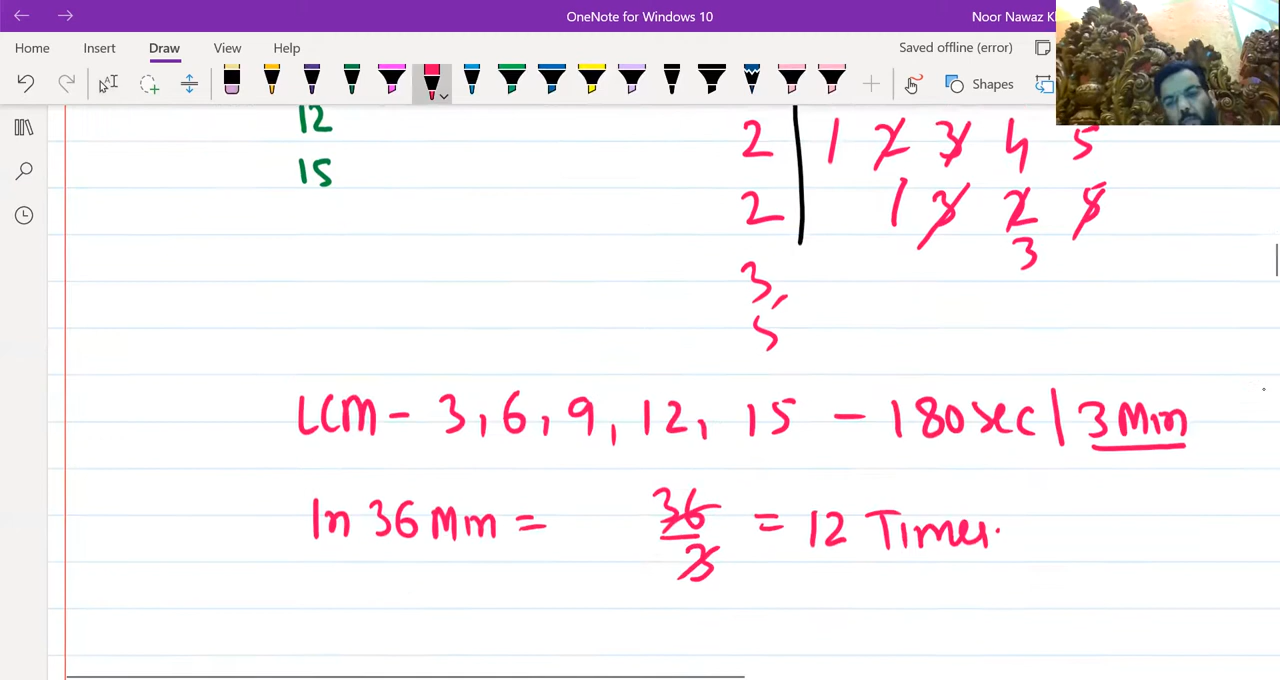 OneNote for Windows 10
Noor Nawaz Kh
Home Insert Draw View Help
Saved offline (error)
Shapes
12
15
2 | 1 2 3 4 5
2 | 1 3 2 5
3
3,
5
LCM - 3, 6, 9, 12, 15 - 180 sec | 3 Min
In 36 Min = 36/3 = 12 Times.